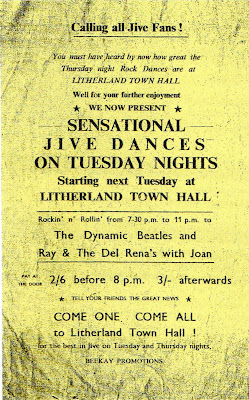 Calling all Jive Fans !
You must have heard by now how great the
Thursday night Rock Dances are at
LITHERLAND TOWN HALL
Well for your further enjoyment
★ WE NOW PRESENT ★
SENSATIONAL
JIVE DANCES
ON TUESDAY NIGHTS
Starting next Tuesday at
LITHERLAND TOWN HALL
Rockin' n' Rollin' from 7-30 p.m. to 11 p.m. to
The Dynamic Beatles and
Ray & The Del Rena's with Joan
PAY AT THE DOOR 2/6 before 8 p.m. 3/- afterwards
★ TELL YOUR FRIENDS THE GREAT NEWS ★
COME ONE COME ALL
to Litherland Town Hall !
for the best in Jive on Tuesday and Thursday nights.
BEEKAY PROMOTIONS.